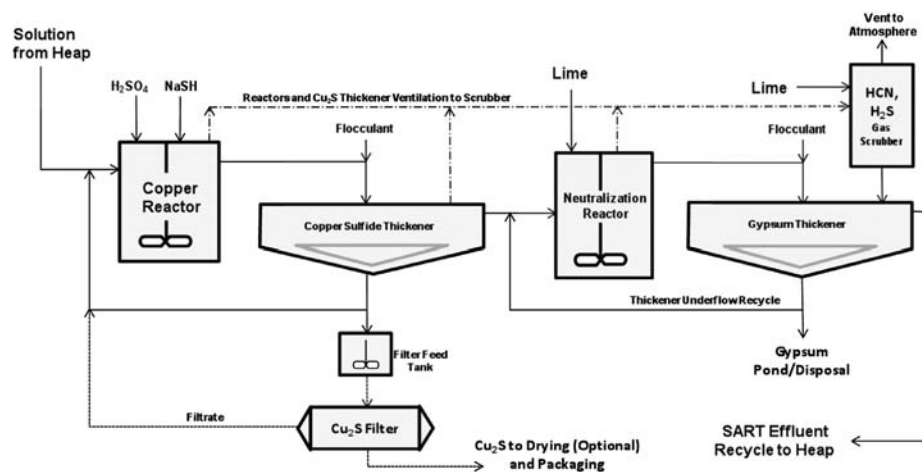 Solution
from Heap
H₂SO₄
NaSH
Reactors and Cu₂S Thickener Ventilation to Scrubber
Flocculant
Copper
Reactor
Copper Sulfide Thickener
Lime
Neutralization
Reactor
Lime
Flocculant
Vent to
Atmosphere
HCN,
H₂S
Gas
Scrubber
Gypsum Thickener
Thickener Underflow Recycle
Gypsum
Pond/Disposal
Filter Feed
Tank
Filtrate
Cu₂S Filter
Cu₂S to Drying (Optional)
and Packaging
SART Effluent
Recycle to Heap